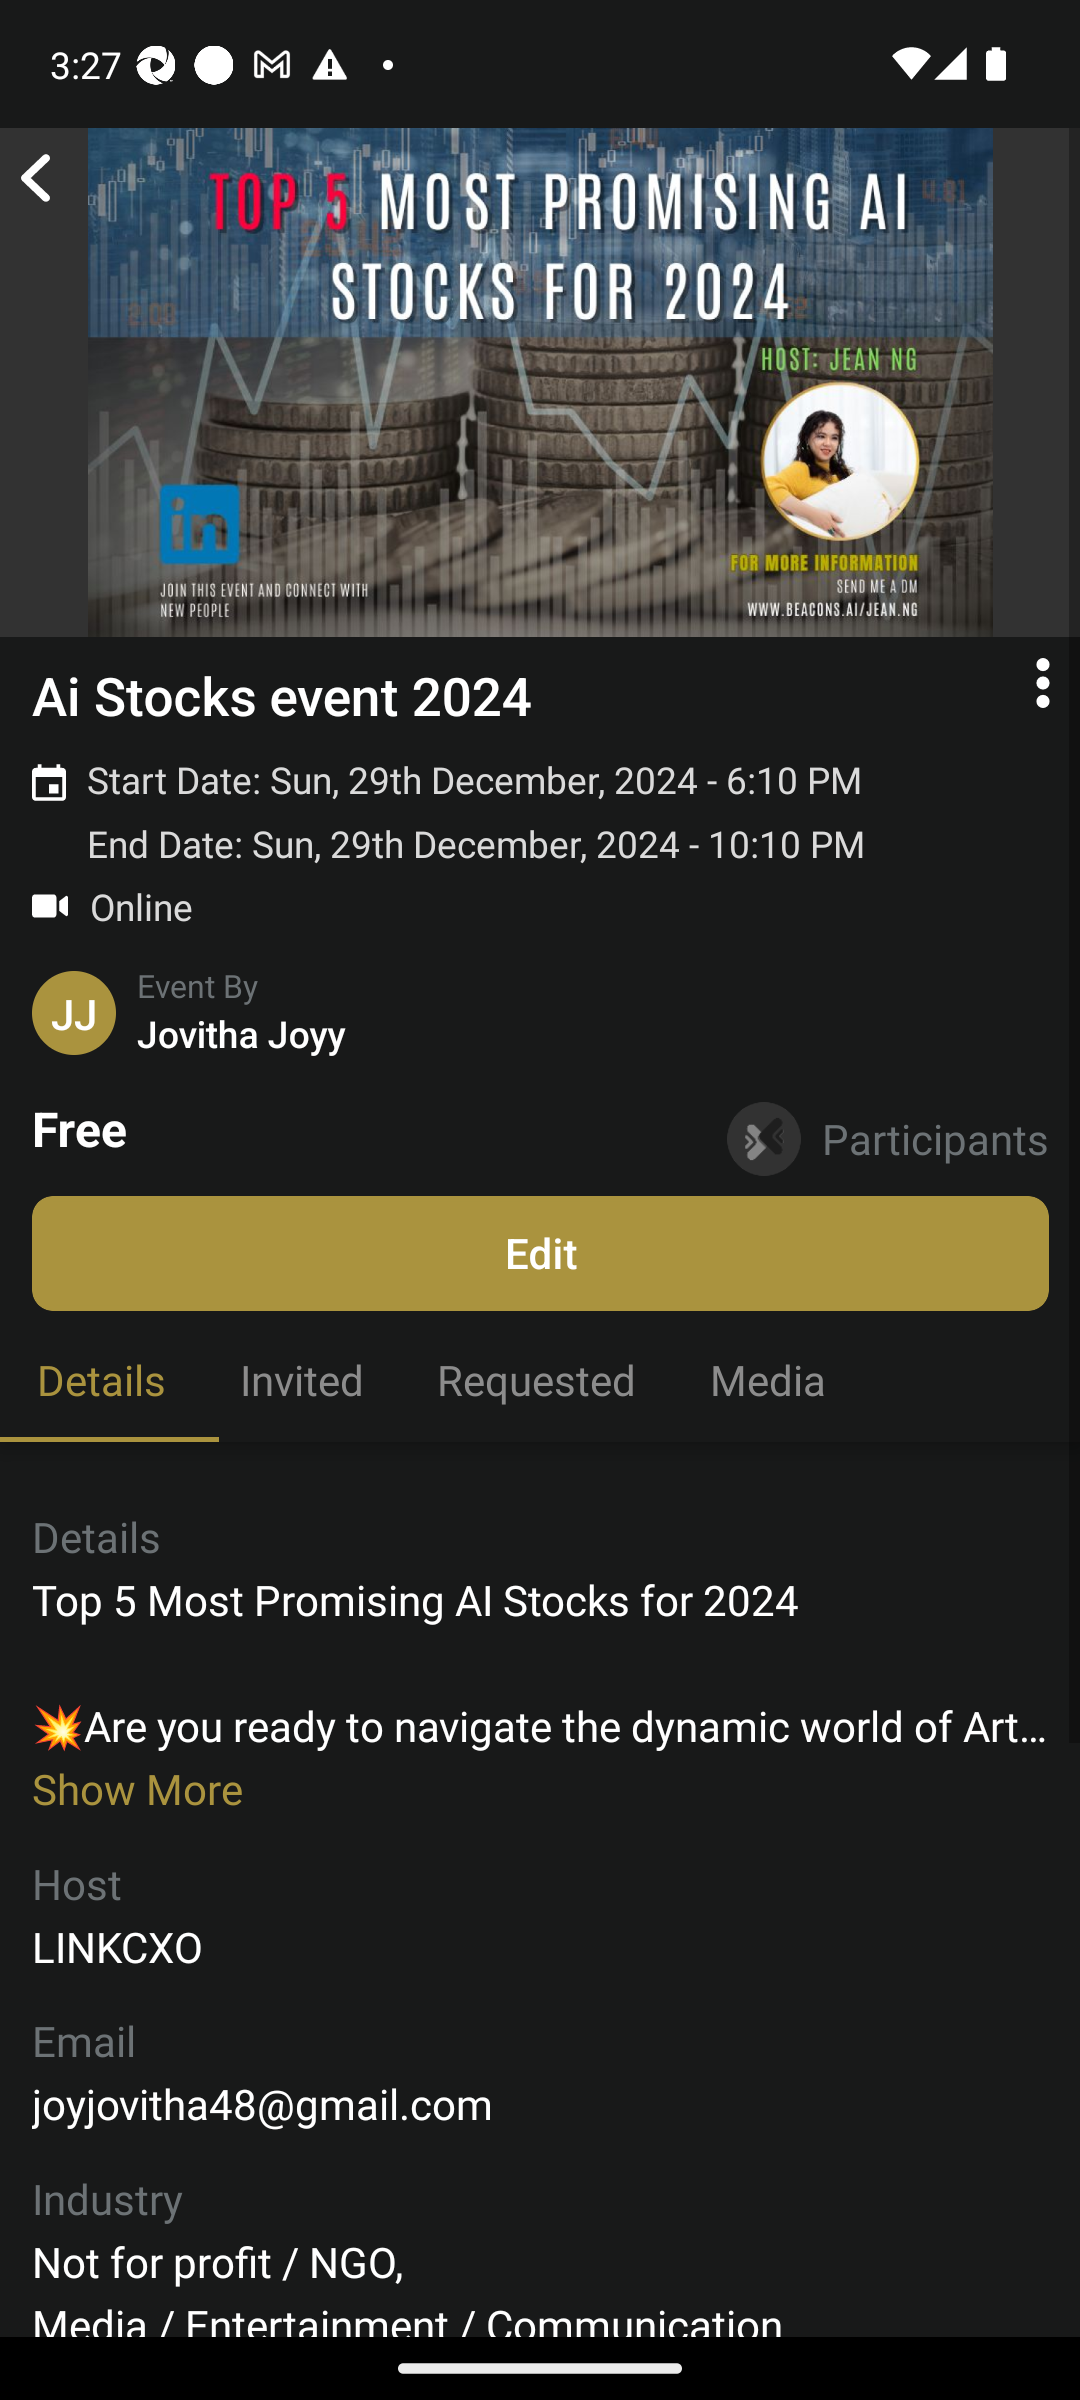 3:27
TOP 5 MOST PROMISING AI
STOCKS FOR 2024
HOST: JEAN NG
in
FOR MORE INFORMATION
SEND ME A DM
WWW.BEACONS.AI/JEAN.NG
JOIN THIS EVENT AND CONNECT WITH
NEW PEOPLE
Ai Stocks event 2024
Start Date: Sun, 29th December, 2024 - 6:10 PM
End Date: Sun, 29th December, 2024 - 10:10 PM
Online
JJ
Event By
Jovitha Joyy
Free
Participants
Edit
Details Invited Requested Media
Details
Top 5 Most Promising AI Stocks for 2024
💥Are you ready to navigate the dynamic world of Art...
Show More
Host
LINKCXO
Email
joyjovitha48@gmail.com
Industry
Not for profit / NGO,
Media / Entertainment / Communication